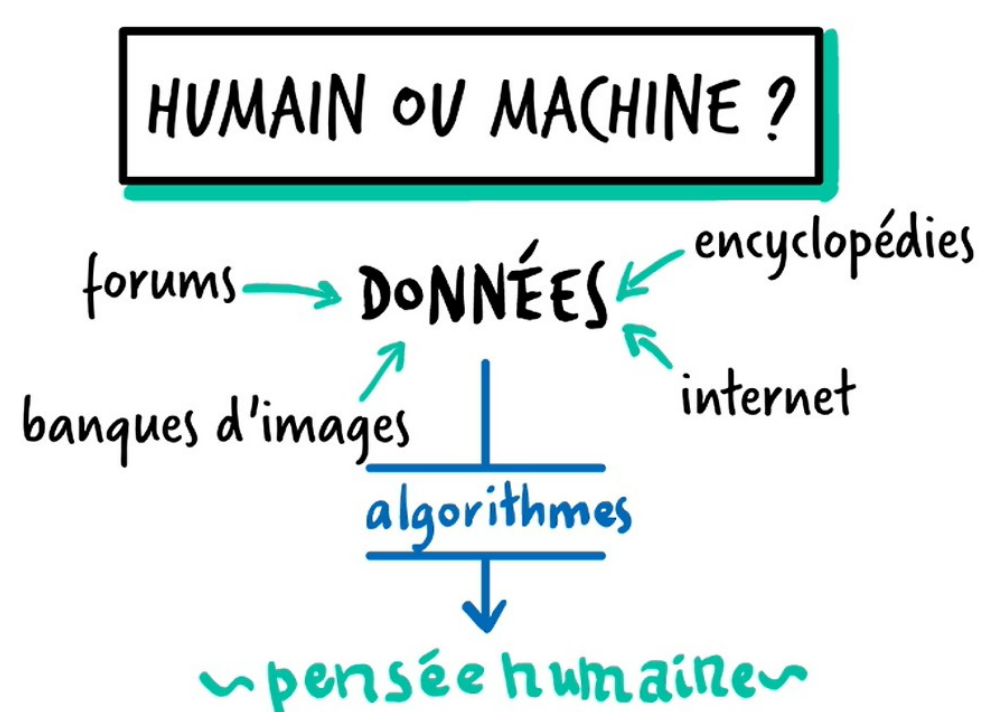 HUMAIN OU MACHINE ?
encyclopédies
forums
DONNÉES
internet
banques d'images
algorithmes
~pensée humaine~